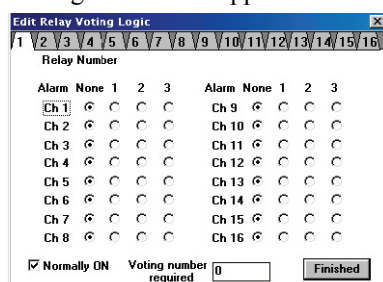 Edit Relay Voting Logic
1 2 3 4 5 6 7 8 9 10 11 12 13 14 15 16
Relay Number
Alarm None 1 2 3 Alarm None 1 2 3
Ch 1 Ch 9
Ch 2 Ch 10
Ch 3 Ch 11
Ch 4 Ch 12
Ch 5 Ch 13
Ch 6 Ch 14
Ch 7 Ch 15
Ch 8 Ch 16
Normally ON Voting number required 0 Finished